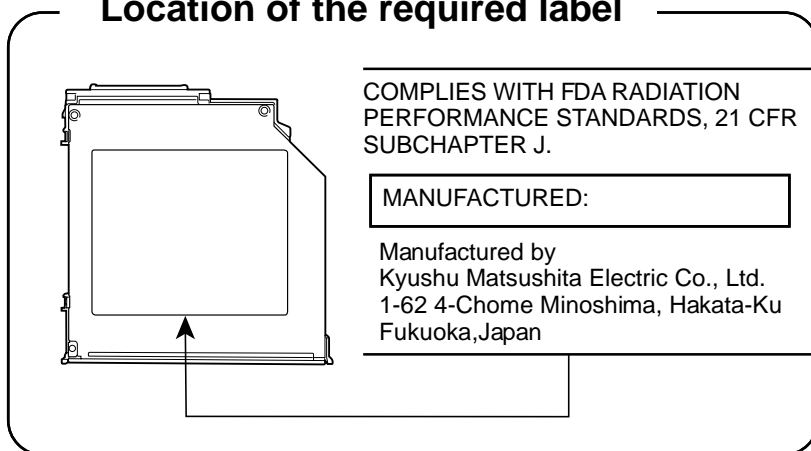 Location of the required label
COMPLIES WITH FDA RADIATION
PERFORMANCE STANDARDS, 21 CFR
SUBCHAPTER J.
MANUFACTURED:
Manufactured by
Kyushu Matsushita Electric Co., Ltd.
1-62 4-Chome Minoshima, Hakata-Ku
Fukuoka,Japan